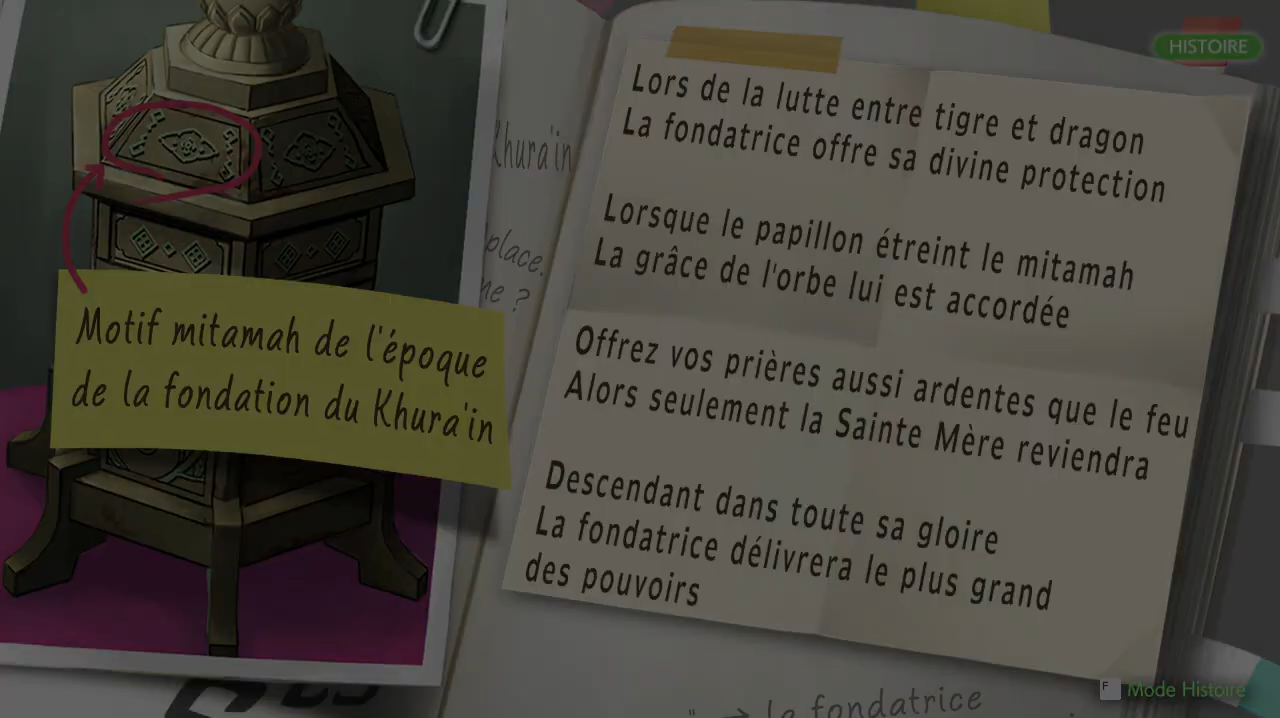 HISTOIRE
Lors de la lutte entre tigre et dragon
La fondatrice offre sa divine protection
Lorsque le papillon étreint le mitamah
La grâce de l'orbe lui est accordée
Offrez vos prières aussi ardentes que le feu
Alors seulement la Sainte Mère reviendra
Descendant dans toute sa gloire
La fondatrice délivrera le plus grand
des pouvoirs
Khura'in
place.
?
Motif mitamah de l'époque
de la fondation du Khura'in
→ la fondatrice
F Mode Histoire